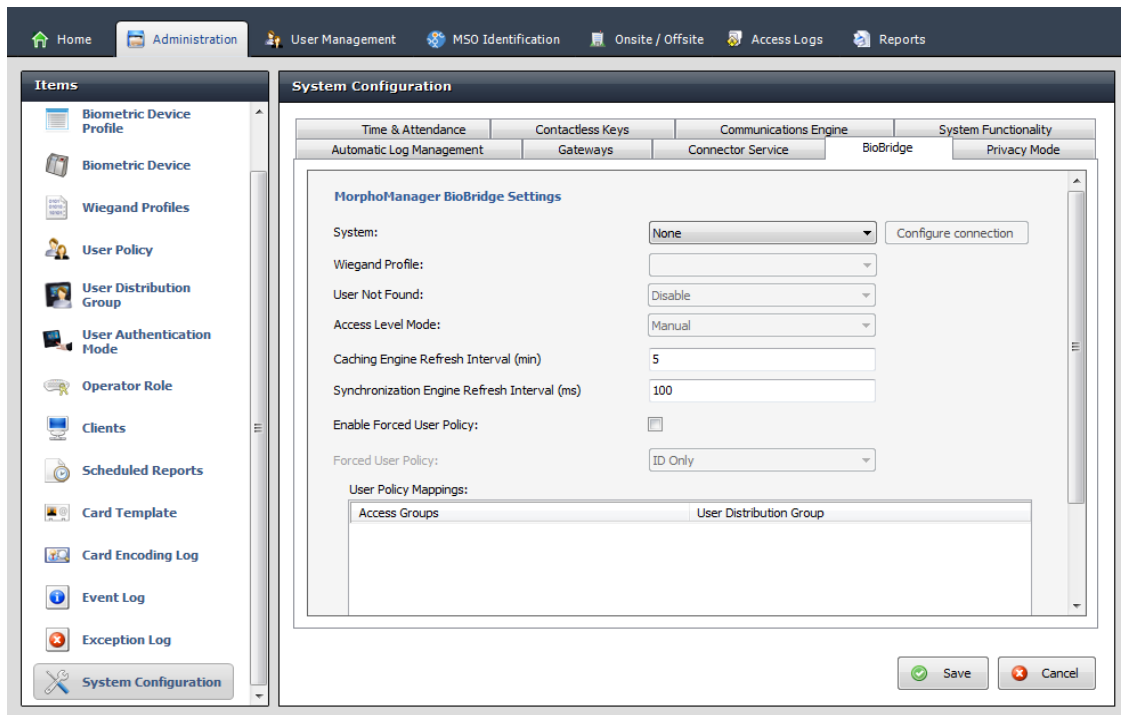 Home Administration User Management MSO Identification Onsite / Offsite Access Logs Reports
Items
Biometric Device
Profile
Biometric Device
Wiegand Profiles
User Policy
User Distribution
Group
User Authentication
Mode
Operator Role
Clients
Scheduled Reports
Card Template
Card Encoding Log
Event Log
Exception Log
System Configuration
System Configuration
Time & Attendance Contactless Keys Communications Engine System Functionality
Automatic Log Management Gateways Connector Service BioBridge Privacy Mode
MorphoManager BioBridge Settings
System: None Configure connection
Wiegand Profile:
User Not Found: Disable
Access Level Mode: Manual
Caching Engine Refresh Interval (min) 5
Synchronization Engine Refresh Interval (ms) 100
Enable Forced User Policy:
Forced User Policy: ID Only
User Policy Mappings:
Access Groups User Distribution Group
Save Cancel